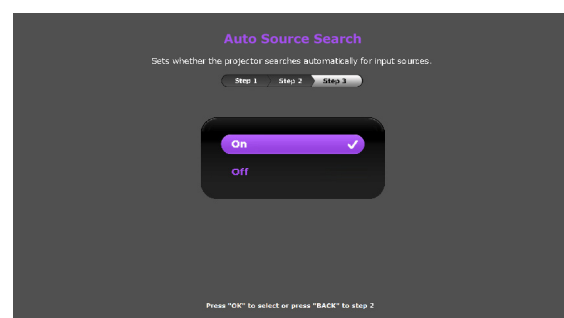 Auto Source Search
Sets whether the projector searches automatically for input sources.
Step 1 Step 2 Step 3
On
Off
Press "OK" to select or press "BACK" to step 2